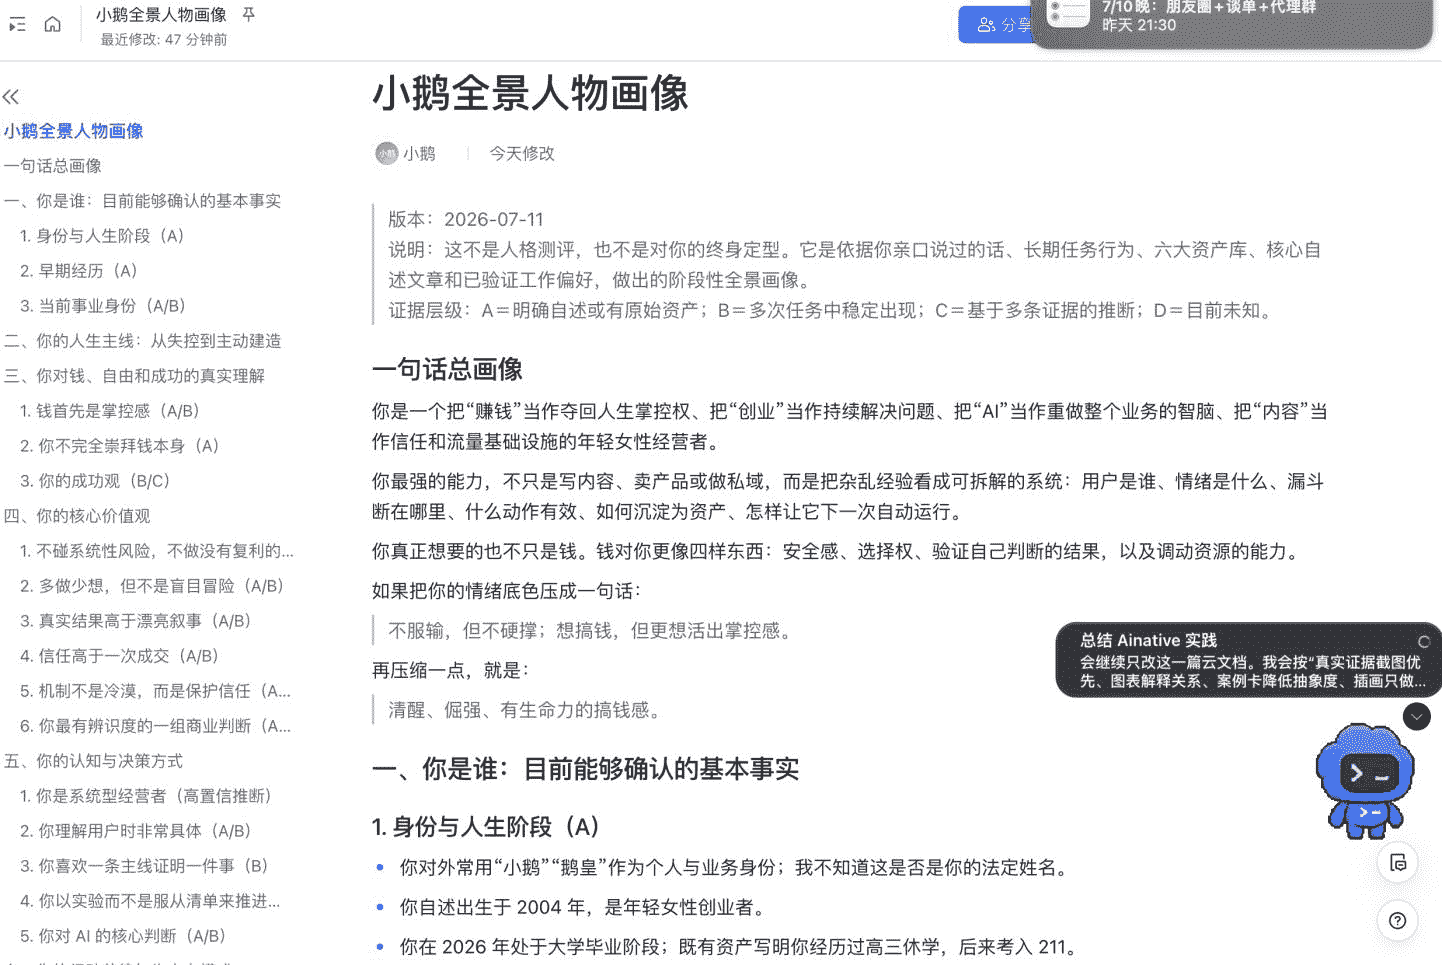 小鹅全景人物画像
最近修改: 47 分钟前
分享
7/10晚：朋友圈＋谈单＋代理群
昨天 21:30
小鹅全景人物画像
一句话总画像
一、你是谁：目前能够确认的基本事实
1. 身份与人生阶段（A）
2. 早期经历（A）
3. 当前事业身份（A/B）
二、你的人生主线：从失控到主动建造
三、你对钱、自由和成功的真实理解
1. 钱首先是掌控感（A/B）
2. 你不完全崇拜钱本身（A）
3. 你的成功观（B/C）
四、你的核心价值观
1. 不碰系统性风险，不做没有复利的...
2. 多做少想，但不是盲目冒险（A/B）
3. 真实结果高于漂亮叙事（A/B）
4. 信任高于一次成交（A/B）
5. 机制不是冷漠，而是保护信任（A...
6. 你最有辨识度的一组商业判断（A...
五、你的认知与决策方式
1. 你是系统型经营者（高置信推断）
2. 你理解用户时非常具体（A/B）
3. 你喜欢一条主线证明一件事（B）
4. 你以实验而不是服从清单来推进...
5. 你对 AI 的核心判断（A/B）
小鹅全景人物画像
小鹅 今天修改
版本：2026-07-11
说明：这不是人格测评，也不是对你的终身定型。它是依据你亲口说过的话、长期任务行为、六大资产库、核心自
述文章和已验证工作偏好，做出的阶段性全景画像。
证据层级：A＝明确自述或有原始资产；B＝多次任务中稳定出现；C＝基于多条证据的推断；D＝目前未知。
一句话总画像
你是一个把“赚钱”当作夺回人生掌控权、把“创业”当作持续解决问题、把“AI”当作重做整个业务的智脑、把“内容”当
作信任和流量基础设施的年轻女性经营者。
你最强的能力，不只是写内容、卖产品或做私域，而是把杂乱经验看成可拆解的系统：用户是谁、情绪是什么、漏斗
断在哪里、什么动作有效、如何沉淀为资产、怎样让它下一次自动运行。
你真正想要的也不只是钱。钱对你更像四样东西：安全感、选择权、验证自己判断的结果，以及调动资源的能力。
如果把你的情绪底色压成一句话：
不服输，但不硬撑；想搞钱，但更想活出掌控感。
再压缩一点，就是：
清醒、倔强、有生命力的搞钱感。
一、你是谁：目前能够确认的基本事实
1. 身份与人生阶段（A）
你对外常用“小鹅”“鹅皇”作为个人与业务身份；我不知道这是否是你的法定姓名。
你自述出生于 2004 年，是年轻女性创业者。
你在 2026 年处于大学毕业阶段；既有资产写明你经历过高三休学，后来考入 211。
总结 Ainative 实践
会继续只改这一篇云文档。我会按“真实证据截图优
先、图表解释关系、案例卡降低抽象度、插画只做...